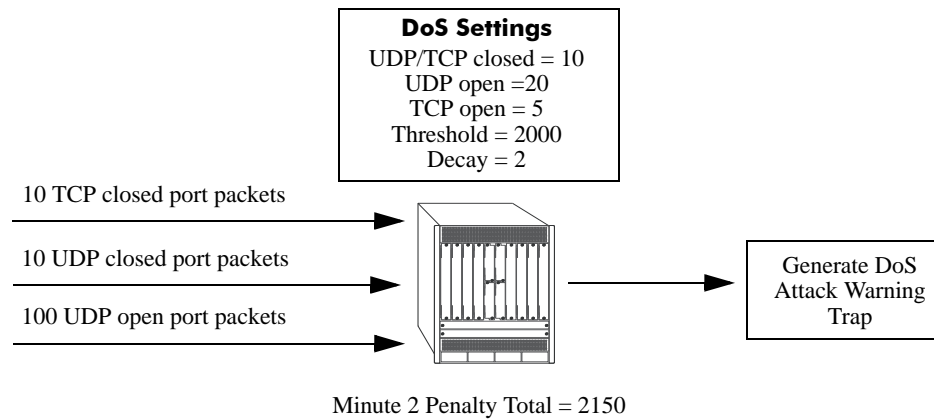 DoS Settings
UDP/TCP closed = 10
UDP open =20
TCP open = 5
Threshold = 2000
Decay = 2
10 TCP closed port packets
10 UDP closed port packets
100 UDP open port packets
Generate DoS
Attack Warning
Trap
Minute 2 Penalty Total = 2150